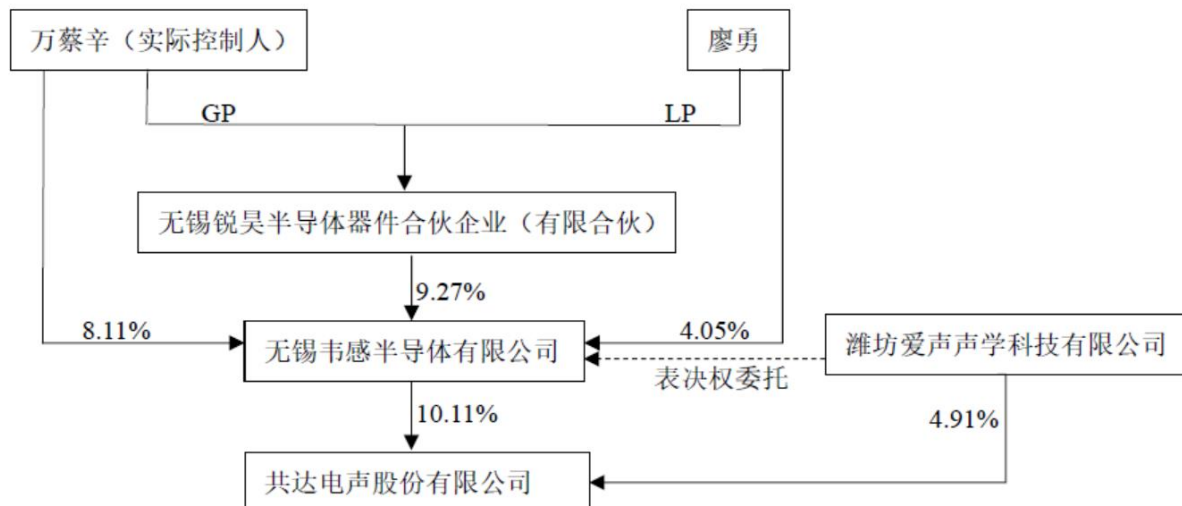 万蔡辛（实际控制人）
廖勇
GP
LP
无锡锐昊半导体器件合伙企业（有限合伙）
9.27%
8.11%
4.05%
无锡韦感半导体有限公司
潍坊爱声声学科技有限公司
表决权委托
10.11%
4.91%
共达电声股份有限公司